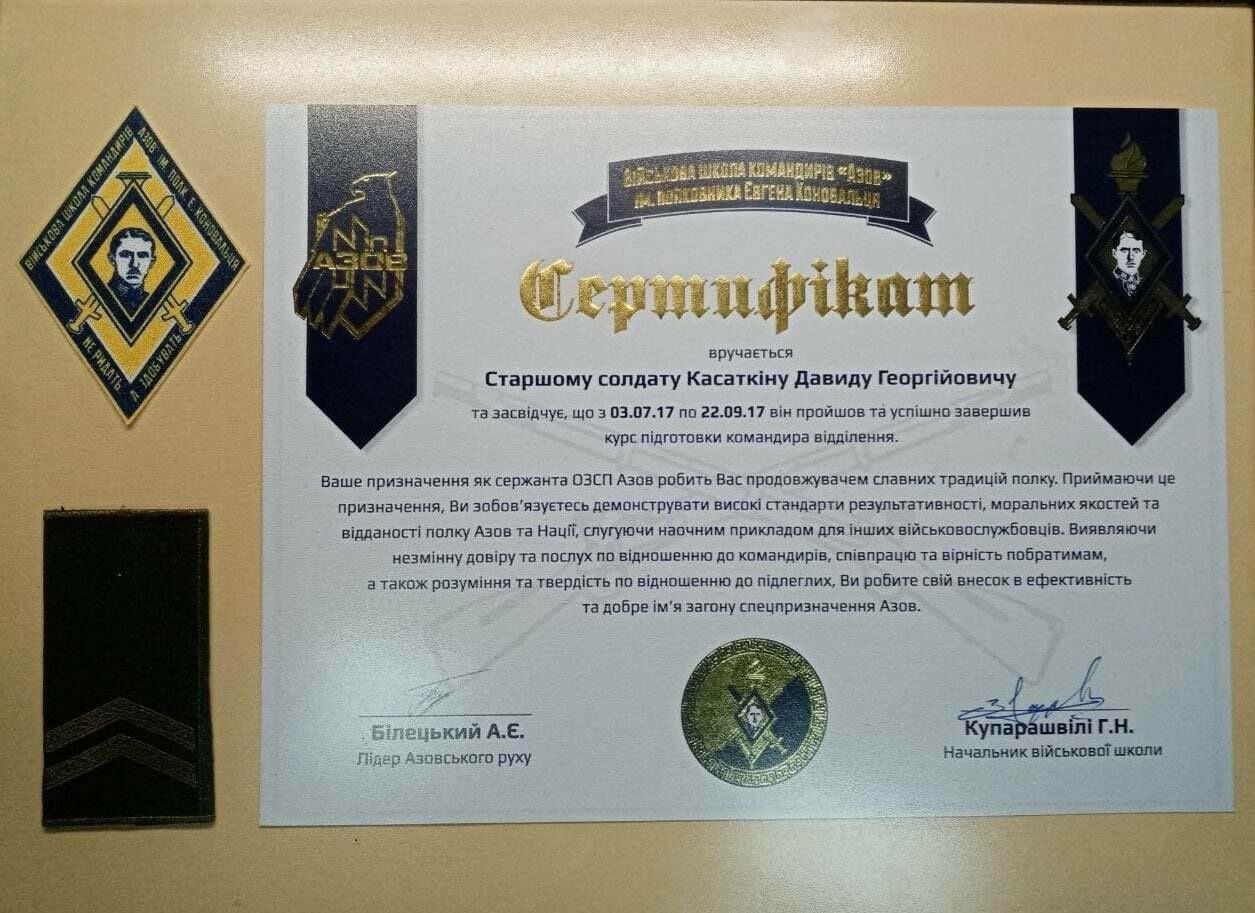 ВІЙСЬКОВА ШКОЛА КОМАНДИРІВ АЗОВ ІМ. ПОЛК. Е. КОНОВАЛЬЦЯ
НЕ РИДАТЬ
А ЗДОБУВАТЬ
АЗОВ
ВІЙСЬКОВА ШКОЛА КОМАНДИРІВ «АЗОВ»
ІМ. ПОЛКОВНИКА ЄВГЕНА КОНОВАЛЬЦЯ
Сертифікат
вручається
Старшому солдату Касаткіну Давиду Георгійовичу
та засвідчує, що з 03.07.17 по 22.09.17 він пройшов та успішно завершив
курс підготовки командира відділення.
Ваше призначення як сержанта ОЗСП Азов робить Вас продовжувачем славних традицій полку. Приймаючи це
призначення, Ви зобов'язуєтесь демонструвати високі стандарти результативності, моральних якостей та
відданості полку Азов та Нації, слугуючи наочним прикладом для інших військовослужбовців. Виявляючи
незмінну довіру та послух по відношенню до командирів, співпрацю та вірність побратимам,
а також розуміння та твердість по відношенню до підлеглих, Ви робите свій внесок в ефективність
та добре ім'я загону спецпризначення Азов.
Білецький А.Є.
Лідер Азовського руху
Купарашвілі Г.Н.
Начальник військової школи